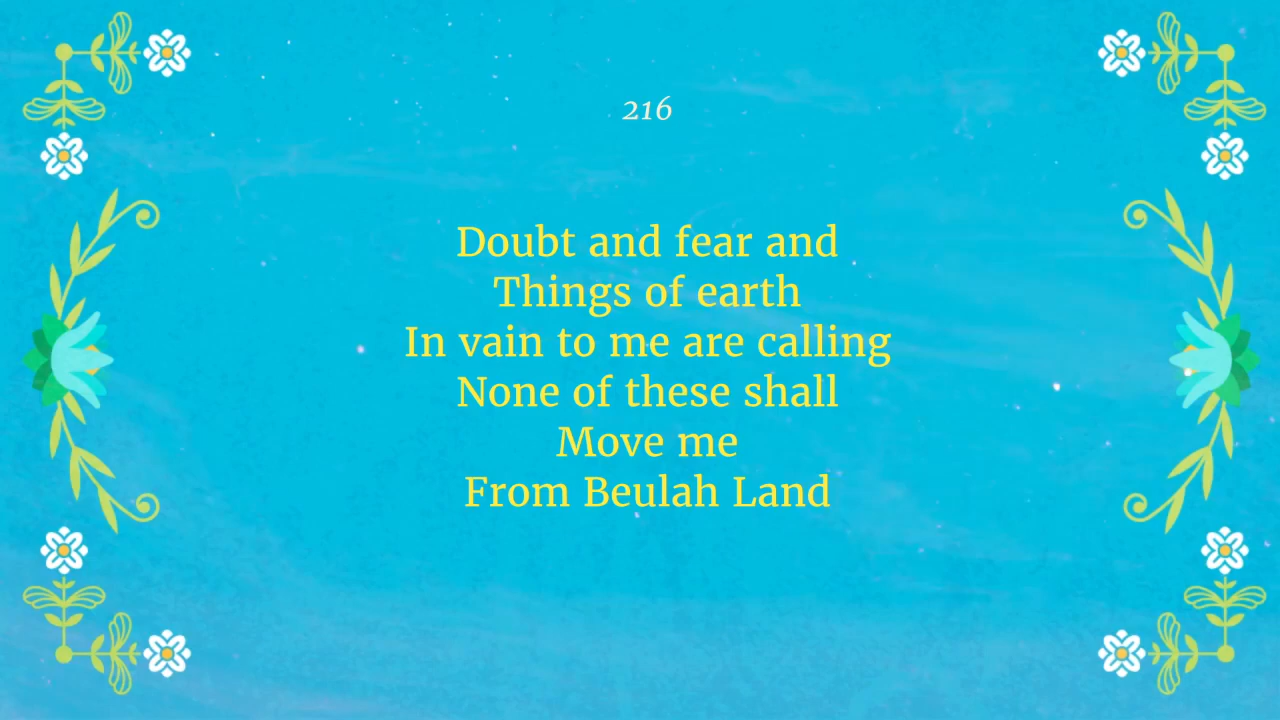 216
Doubt and fear and
Things of earth
In vain to me are calling
None of these shall
Move me
From Beulah Land